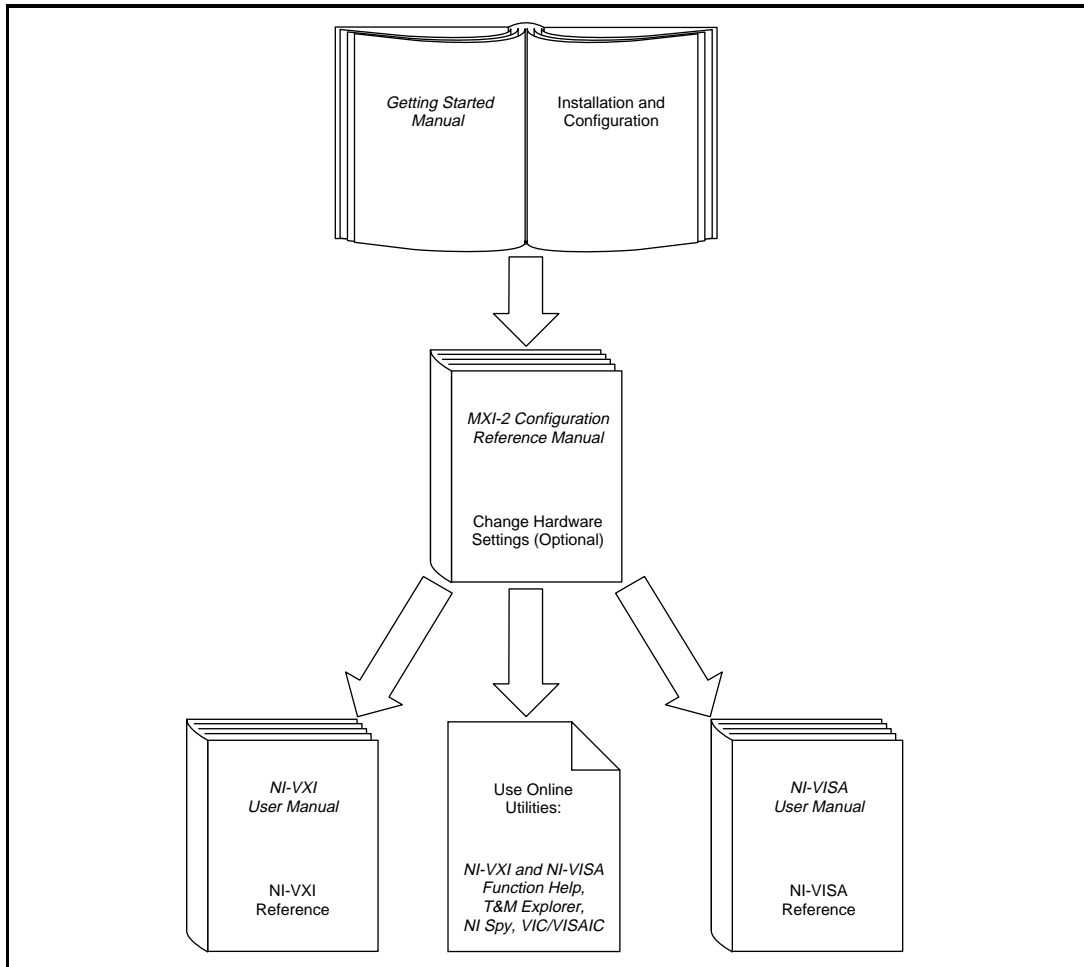 Getting Started
Manual
Installation and
Configuration
MXI-2 Configuration
Reference Manual
Change Hardware
Settings (Optional)
NI-VXI
User Manual
NI-VXI
Reference
Use Online
Utilities:
NI-VXI and NI-VISA
Function Help,
T&M Explorer,
NI Spy, VIC/VISAIC
NI-VISA
User Manual
NI-VISA
Reference